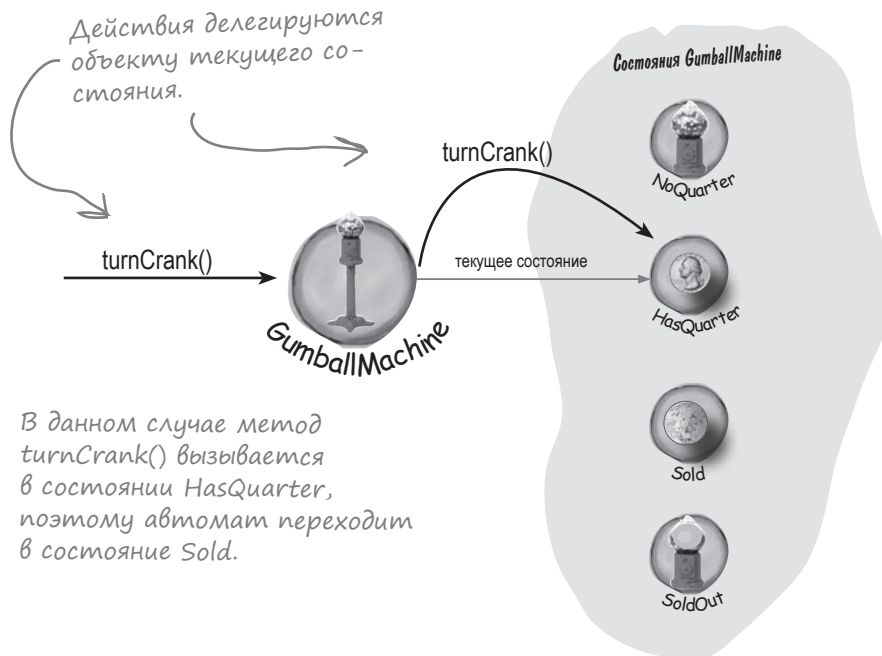 Действия делегируются
объекту текущего со-
стояния.
Состояния GumballMachine
turnCrank()
NoQuarter
turnCrank()
текущее состояние
HasQuarter
GumballMachine
В данном случае метод
turnCrank() вызывается
в состоянии HasQuarter,
поэтому автомат переходит
в состояние Sold.
Sold
SoldOut